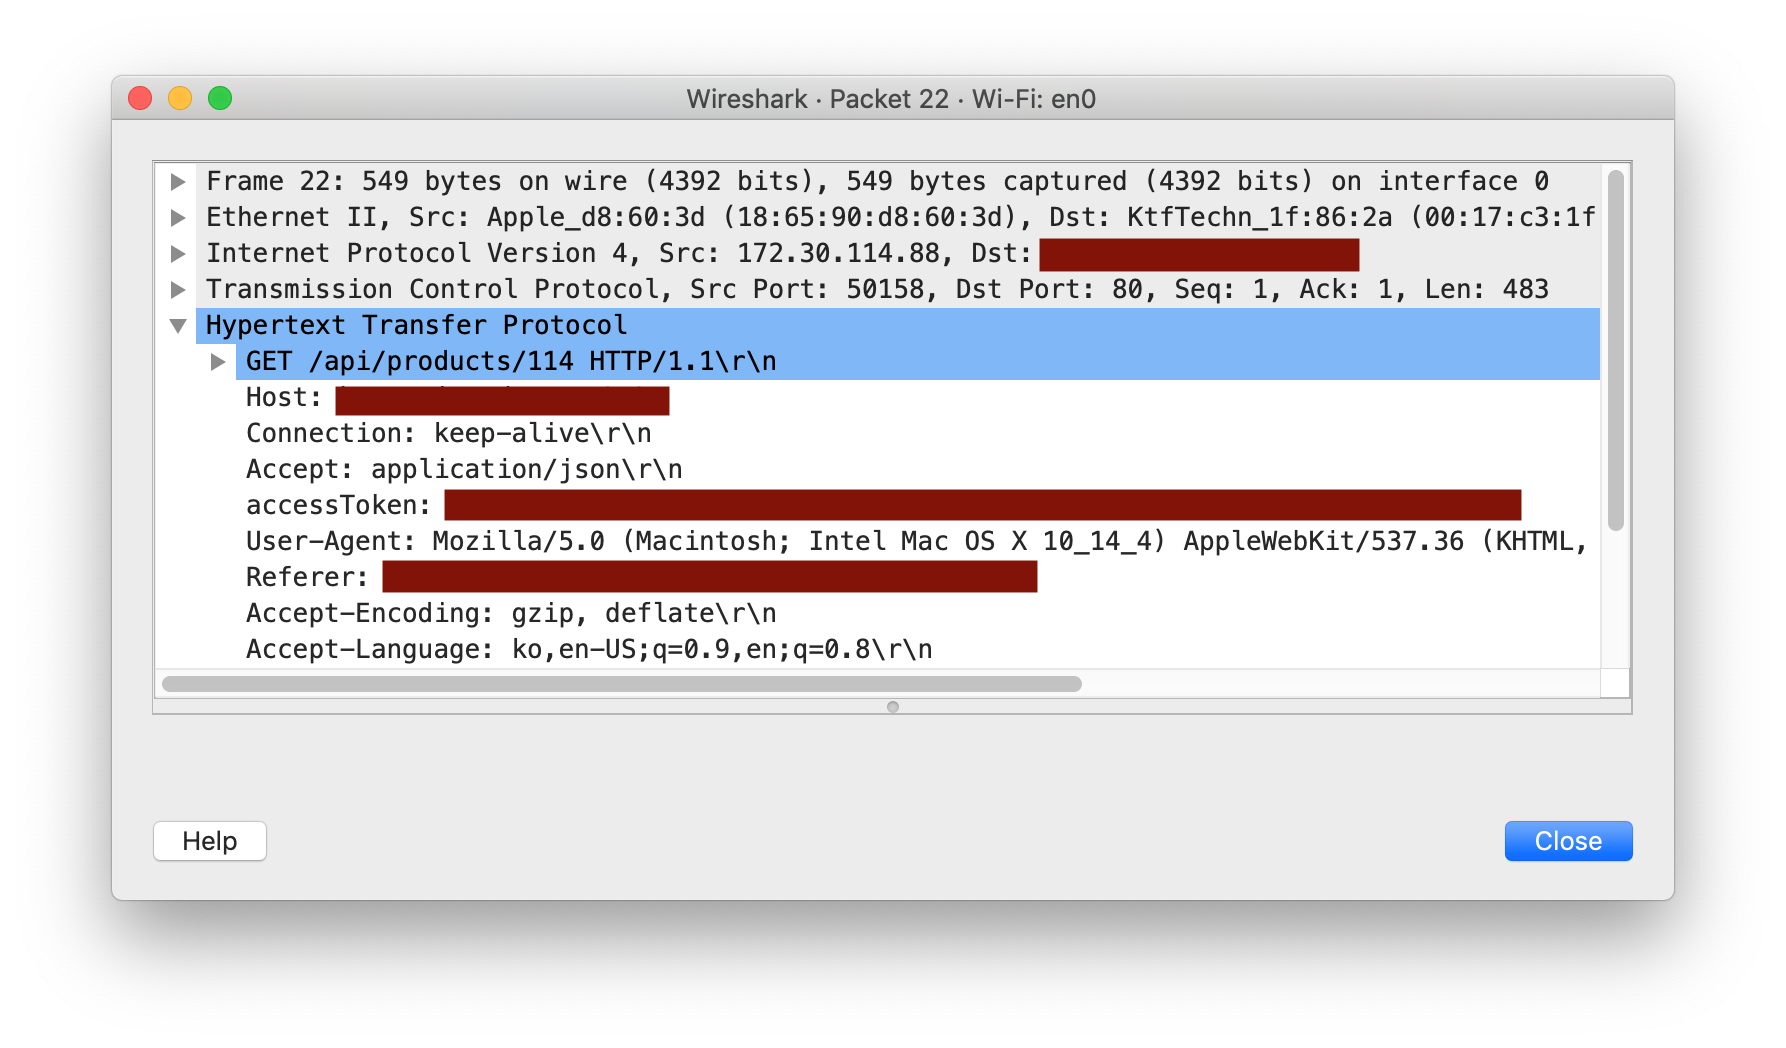 Wireshark · Packet 22 · Wi-Fi: en0
Frame 22: 549 bytes on wire (4392 bits), 549 bytes captured (4392 bits) on interface 0
Ethernet II, Src: Apple_d8:60:3d (18:65:90:d8:60:3d), Dst: KtfTechn_1f:86:2a (00:17:c3:1f
Internet Protocol Version 4, Src: 172.30.114.88, Dst:
Transmission Control Protocol, Src Port: 50158, Dst Port: 80, Seq: 1, Ack: 1, Len: 483
Hypertext Transfer Protocol
GET /api/products/114 HTTP/1.1\r\n
Host:
Connection: keep-alive\r\n
Accept: application/json\r\n
accessToken:
User-Agent: Mozilla/5.0 (Macintosh; Intel Mac OS X 10_14_4) AppleWebKit/537.36 (KHTML,
Referer:
Accept-Encoding: gzip, deflate\r\n
Accept-Language: ko,en-US;q=0.9,en;q=0.8\r\n
Help
Close